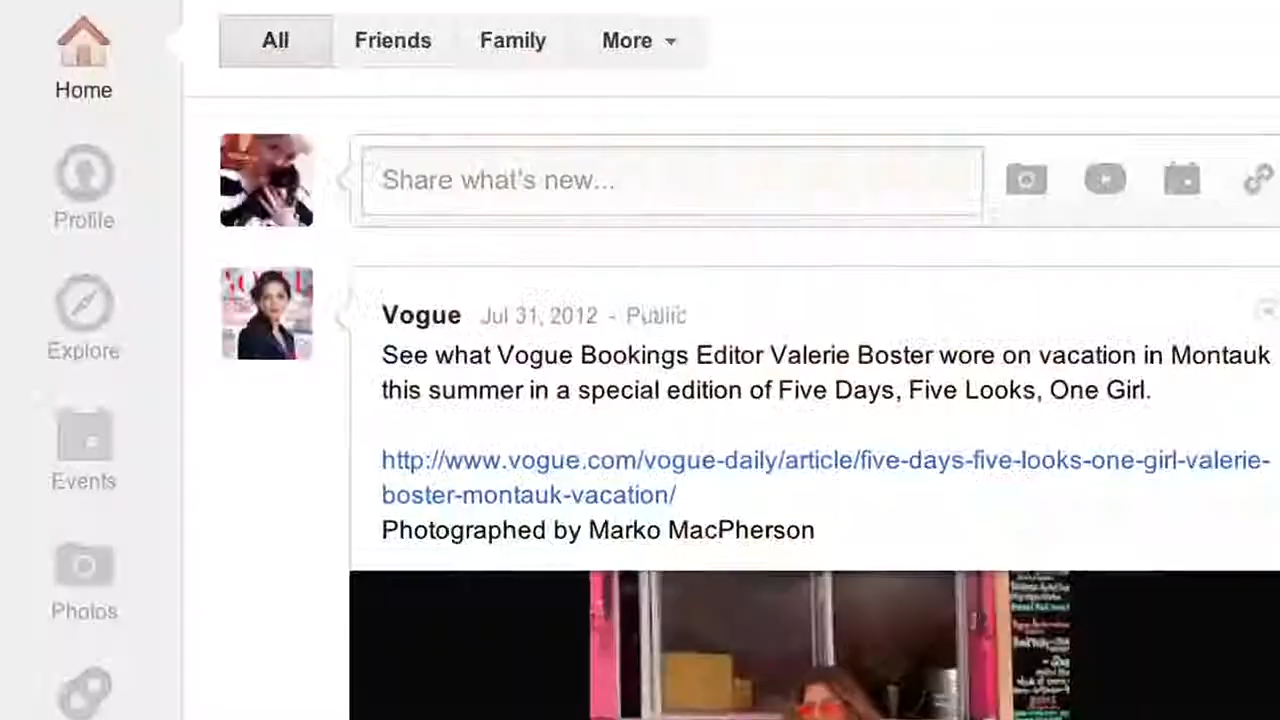 All Friends Family More
Home
Share what's new...
Profile
Vogue Jul 31, 2012 - Public
Explore
See what Vogue Bookings Editor Valerie Boster wore on vacation in Montauk
this summer in a special edition of Five Days, Five Looks, One Girl.
http://www.vogue.com/vogue-daily/article/five-days-five-looks-one-girl-valerie-
boster-montauk-vacation/
Events
Photographed by Marko MacPherson
Photos